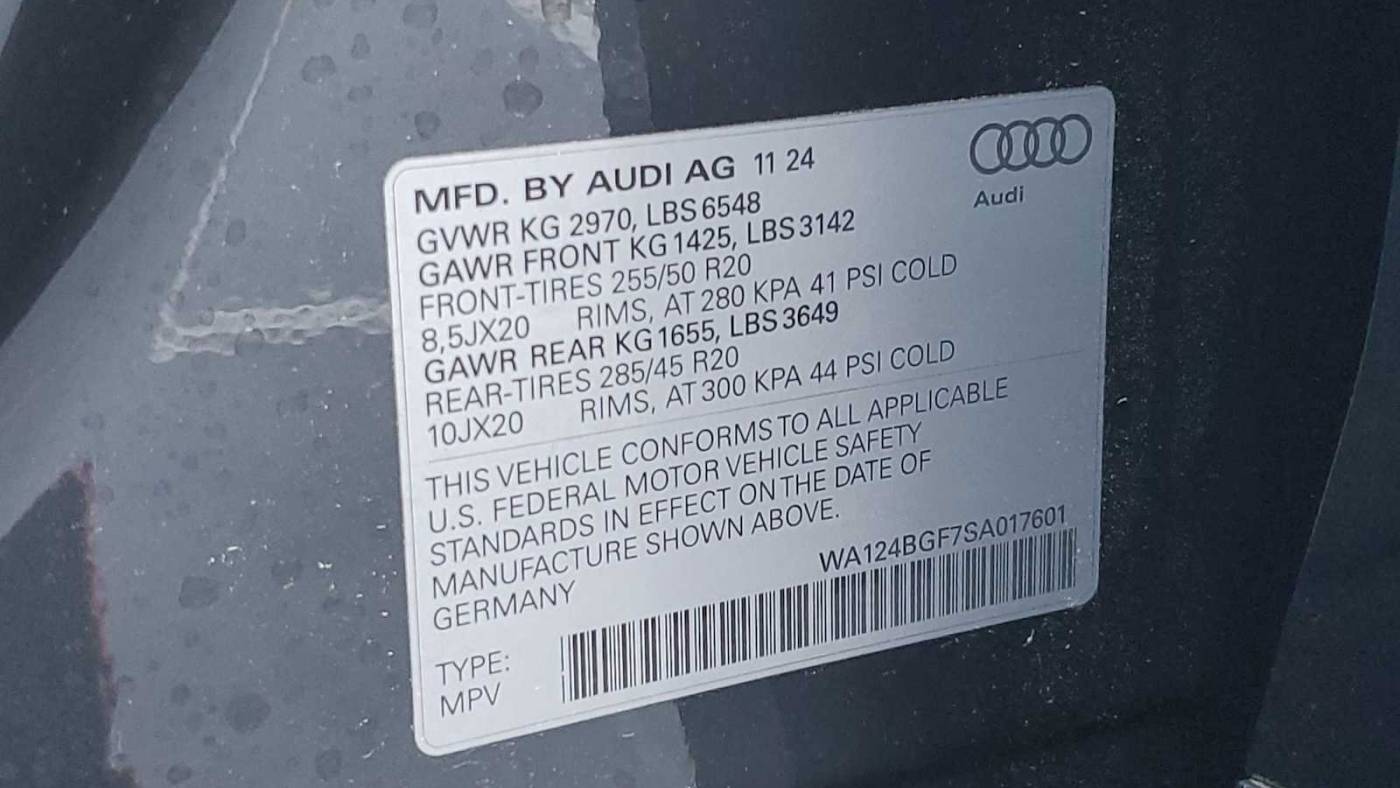 MFD. BY AUDI AG 11 24
Audi
GVWR KG 2970, LBS 6548
GAWR FRONT KG 1425, LBS 3142
FRONT-TIRES 255/50 R20
8,5JX20 RIMS, AT 280 KPA 41 PSI COLD
GAWR REAR KG 1655, LBS 3649
REAR-TIRES 285/45 R20
10JX20 RIMS, AT 300 KPA 44 PSI COLD
THIS VEHICLE CONFORMS TO ALL APPLICABLE
U.S. FEDERAL MOTOR VEHICLE SAFETY
STANDARDS IN EFFECT ON THE DATE OF
MANUFACTURE SHOWN ABOVE.
GERMANY
WA124BGF7SA017601
TYPE:
MPV